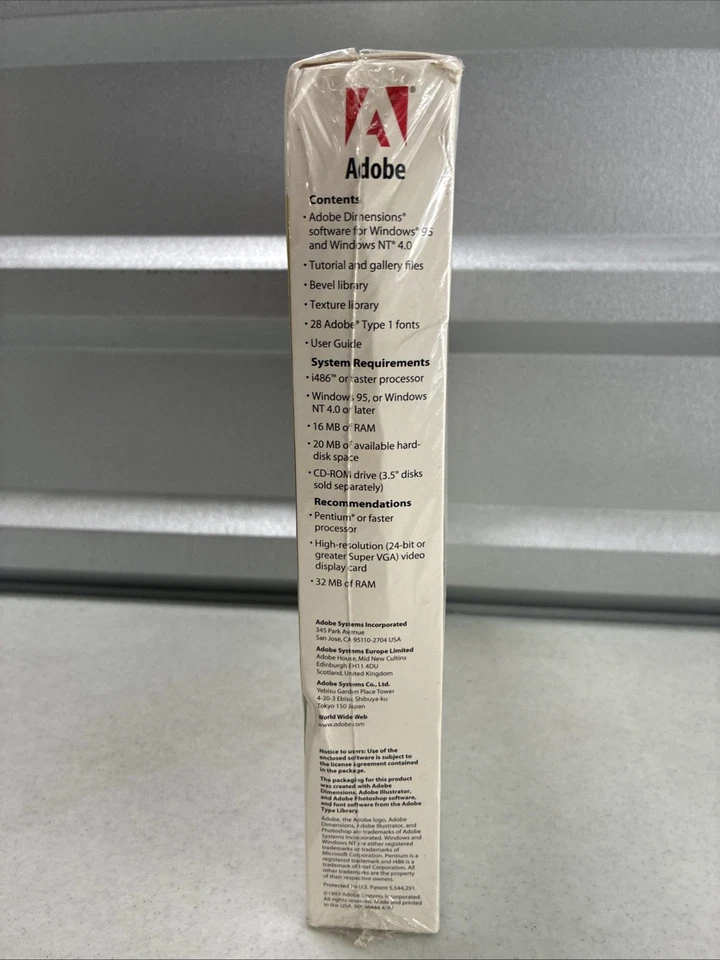 Adobe
Contents
• Adobe Dimensions®
software for Windows® 95
and Windows NT® 4.0
• Tutorial and gallery files
• Bevel library
• Texture library
• 28 Adobe® Type 1 fonts
• User Guide
System Requirements
• i486™ or faster processor
• Windows 95, or Windows
NT 4.0 or later
• 16 MB of RAM
• 20 MB of available hard-
disk space
• CD-ROM drive (3.5" disks
sold separately)
Recommendations
• Pentium® or faster
processor
• High-resolution (24-bit or
greater Super VGA) video
display card
• 32 MB of RAM
Adobe Systems Incorporated
345 Park Avenue
San Jose, CA 95110-2704 USA
Adobe Systems Europe Limited
Adobe House, Mid New Cultins
Edinburgh EH11 4DU
Scotland, United Kingdom
Adobe Systems Co., Ltd.
Yebisu Garden Place Tower
4-20-3 Ebisu, Shibuya-ku
Tokyo 150 Japan
World Wide Web
www.adobe.com
Notice to users: Use of the
enclosed software is subject to
the license agreement contained
in the package.
The packaging for this product
was created with Adobe
Dimensions, Adobe Illustrator,
and Adobe Photoshop software,
and font software from the Adobe
Type Library.
Adobe, the Adobe logo, Adobe
Dimensions, Adobe Illustrator, and
Photoshop are trademarks of Adobe
Systems Incorporated. Windows and
Windows NT are either registered
trademarks or trademarks of
Microsoft Corporation. Pentium is a
registered trademark and i486 is a
trademark of Intel Corporation. All
other trademarks are the property
of their respective owners.
Protected by U.S. Patent 5,544,291.
©1997 Adobe Systems Incorporated.
All rights reserved. Made and printed
in the USA. 4/97